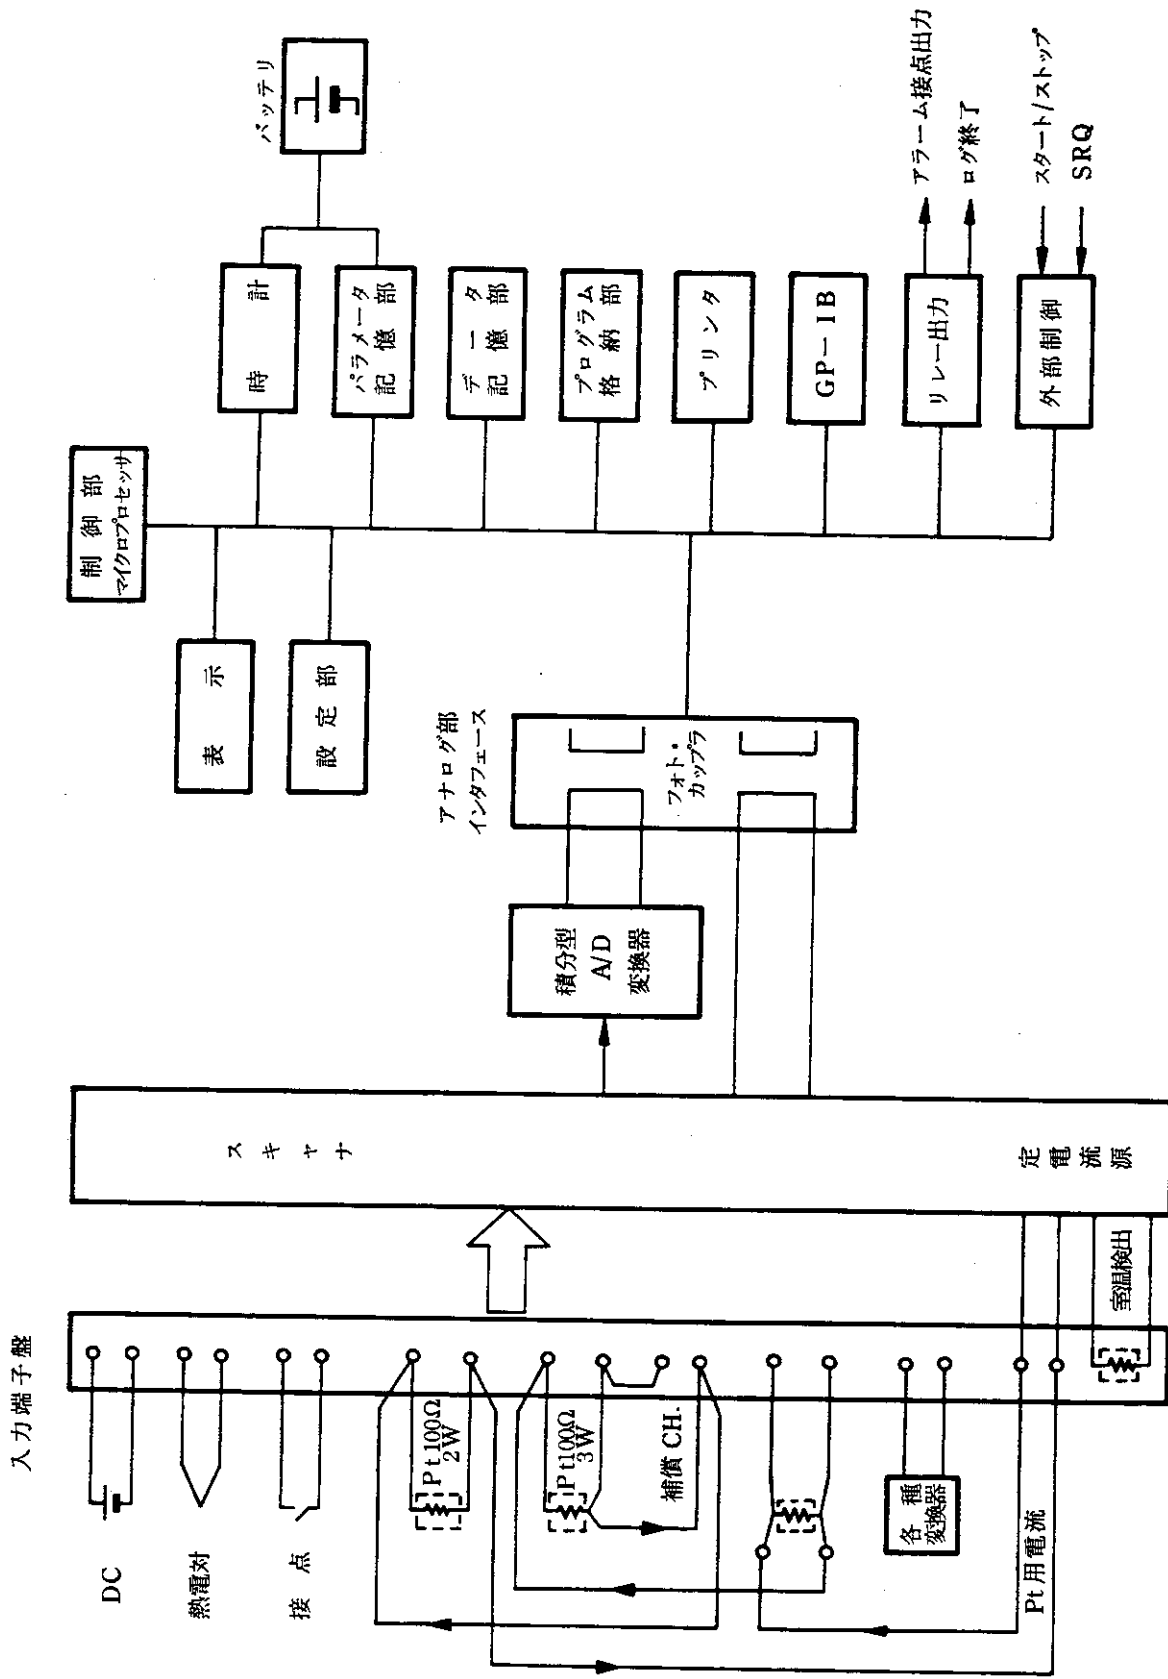 入力端子盤
DC
熱電対
接点
Pt100Ω
2W
Pt100Ω
3W
補償CH.
各種
変換器
Pt用電流
室温検出
スキャナ
定電流源
積分型
A/D
変換器
アナログ部
インタフェース
フォト・
カップラ
表示
設定部
制御部
マイクロプロセッサ
時計
パラメータ
記憶部
データ
記憶部
プログラム
格納部
プリンタ
GP-IB
リレー出力
外部制御
バッテリ
アラーム接点出力
ログ終了
スタート/ストップ
SRQ